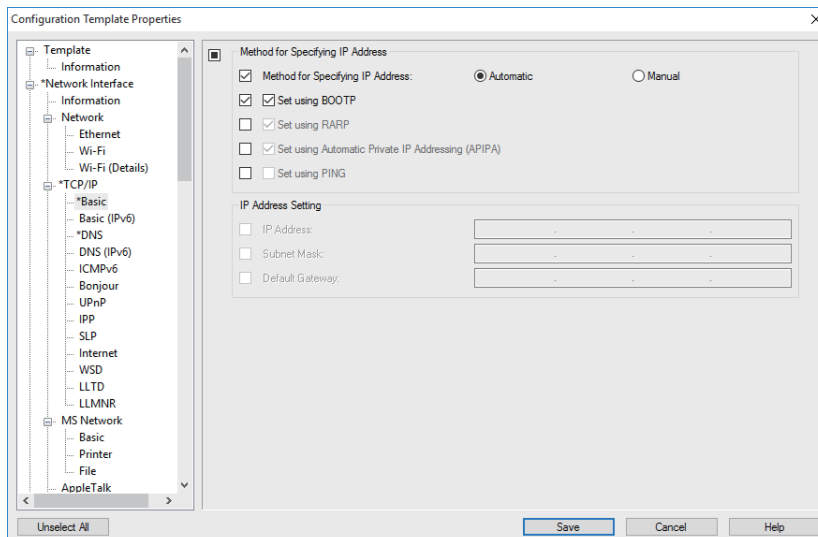 Configuration Template Properties
Template
Information
*Network Interface
Information
Network
Ethernet
Wi-Fi
Wi-Fi (Details)
*TCP/IP
*Basic
Basic (IPv6)
*DNS
DNS (IPv6)
ICMPv6
Bonjour
UPnP
IPP
SLP
Internet
WSD
LLTD
LLMNR
MS Network
Basic
Printer
File
AppleTalk
Method for Specifying IP Address
Method for Specifying IP Address: Automatic Manual
Set using BOOTP
Set using RARP
Set using Automatic Private IP Addressing (APIPA)
Set using PING
IP Address Setting
IP Address:
Subnet Mask:
Default Gateway:
Unselect All Save Cancel Help